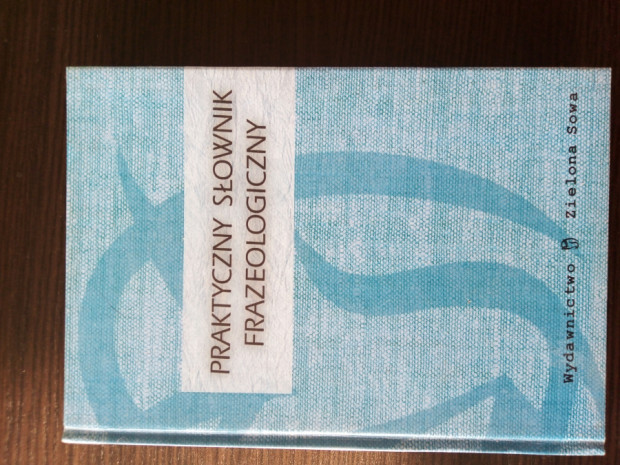 PRAKTYCZNY SŁOWNIK
FRAZEOLOGICZNY
Wydawnictwo Zielona Sowa